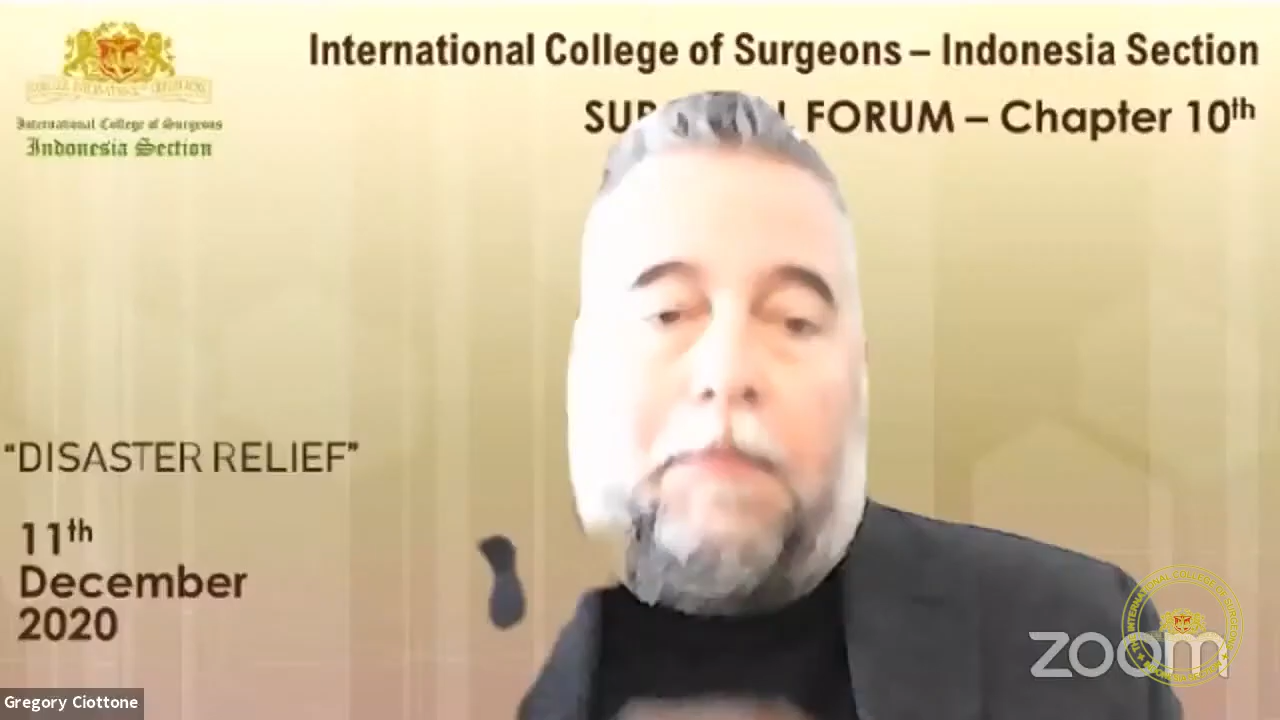 International College of Surgeons – Indonesia Section
FORUM – Chapter 10th
International College of Surgeons
Indonesia Section
“DISASTER RELIEF”
11th
December
2020
zoom
Gregory Ciottone